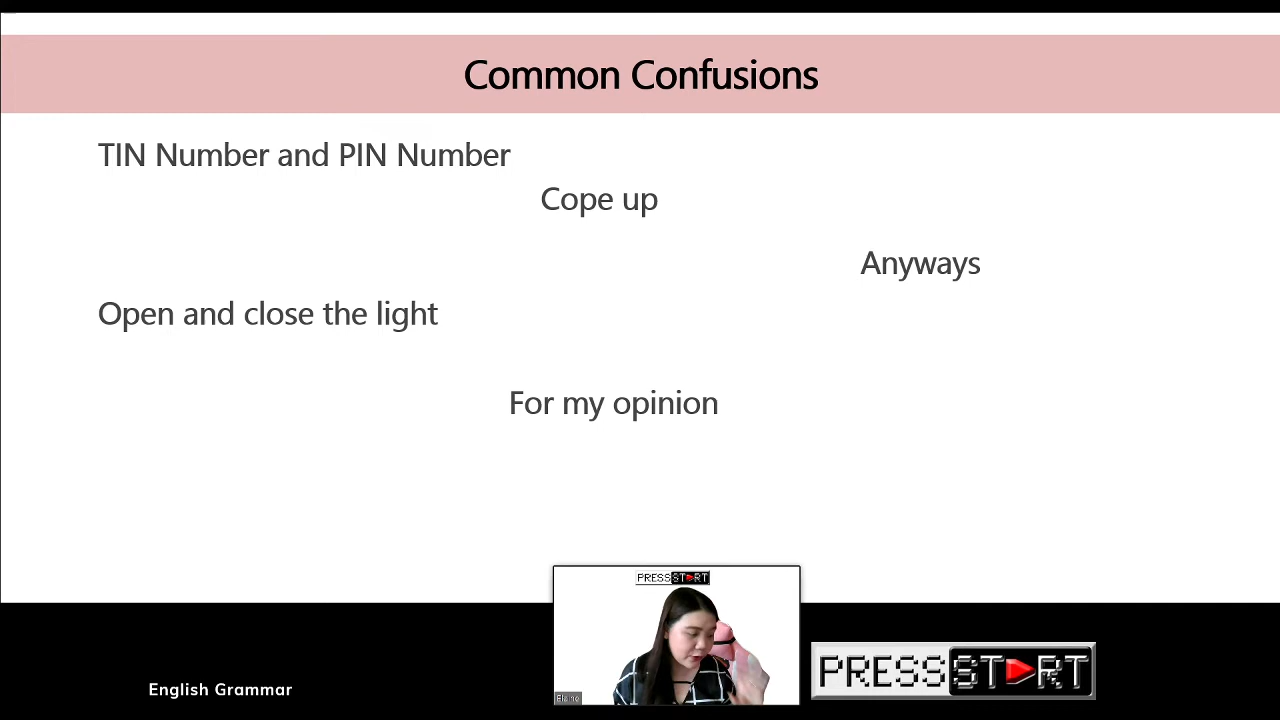 Common Confusions
TIN Number and PIN Number
Cope up
Anyways
Open and close the light
For my opinion
PRESS START
Elaine
English Grammar
PRESS START